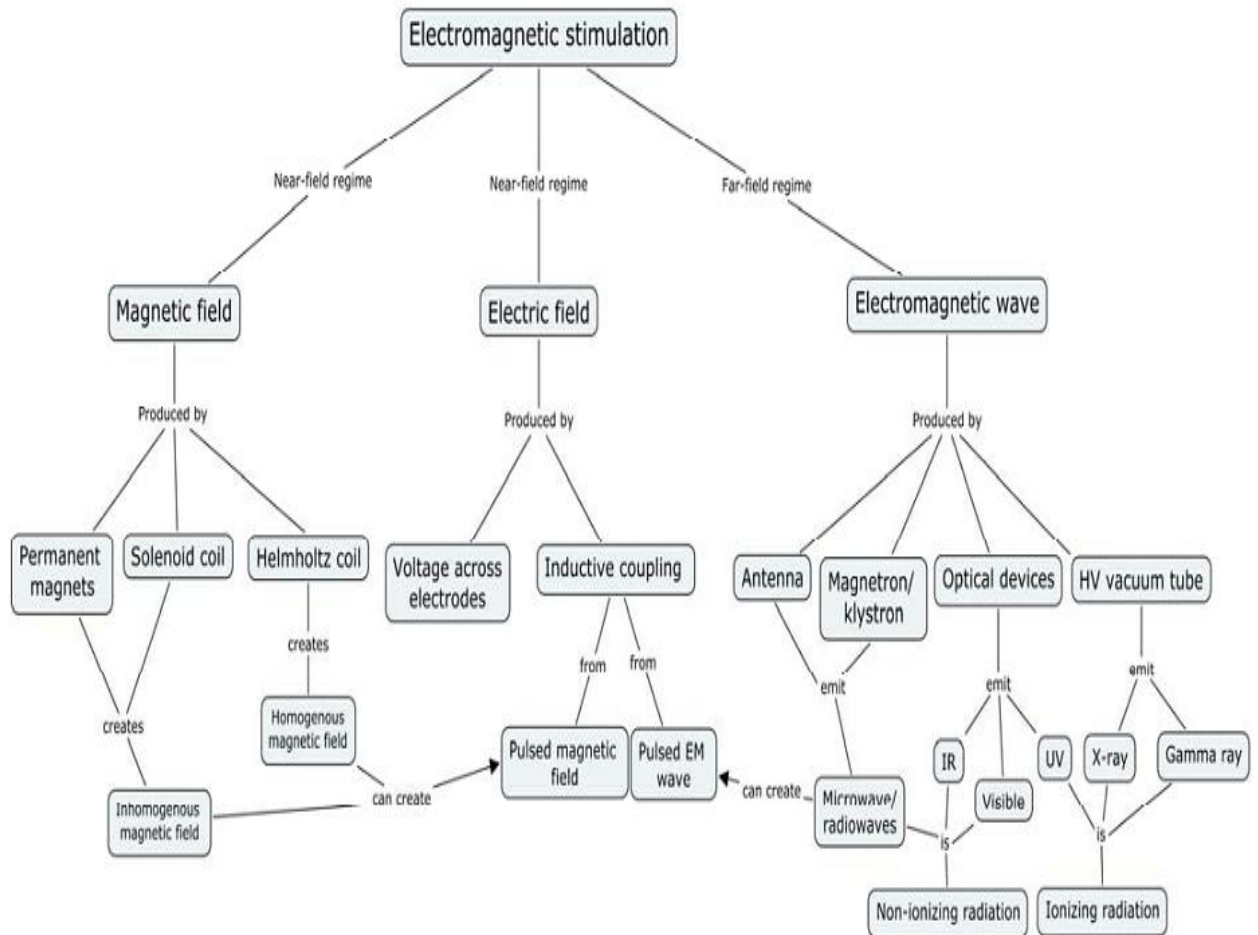 Electromagnetic stimulation
Near-field regime
Near-field regime
Far-field regime
Magnetic field
Electric field
Electromagnetic wave
Produced by
Produced by
Produced by
Permanent
magnets
Solenoid coil
Helmholtz coil
Voltage across
electrodes
Inductive coupling
Antenna
Magnetron/
klystron
Optical devices
HV vacuum tube
creates
from
from
emit
emit
emit
creates
Homogenous
magnetic field
Pulsed magnetic
field
Pulsed EM
wave
IR
Visible
UV
X-ray
Gamma ray
can create
can create
Inhomogenous
magnetic field
Microwave/
radiowaves
is
is
Non-ionizing radiation
Ionizing radiation